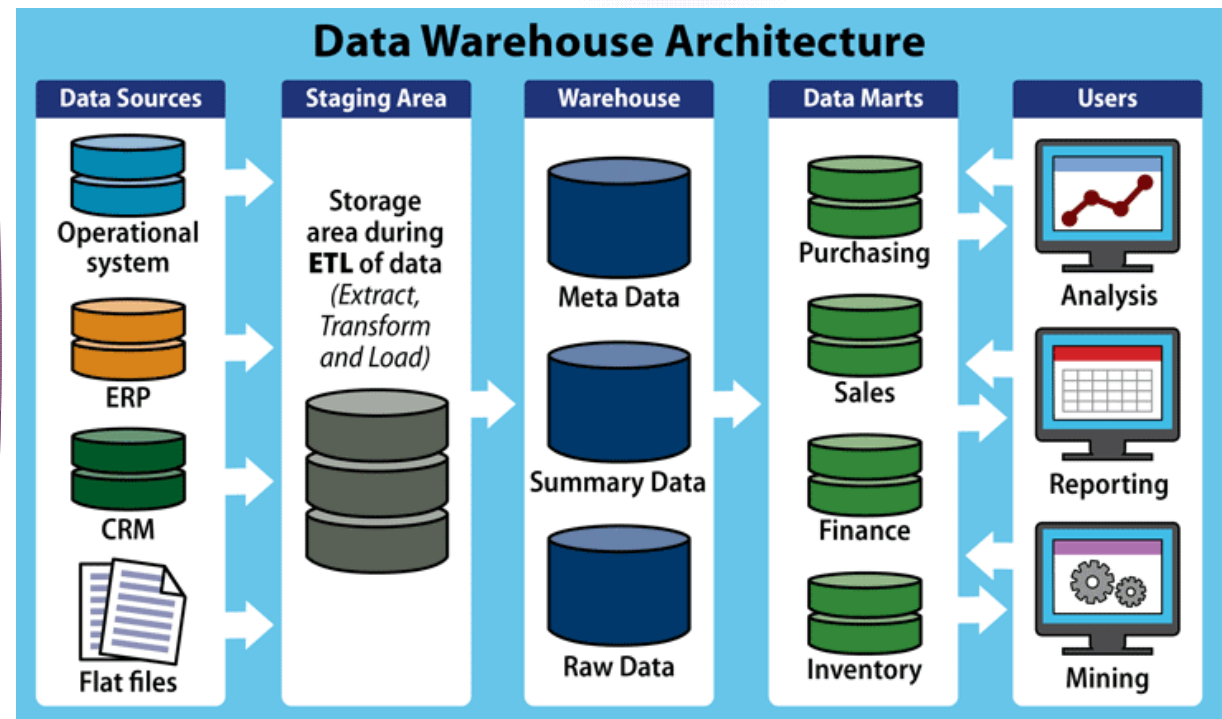 Data Warehouse Architecture
Data Sources
Operational
system
ERP
CRM
Flat files
Staging Area
Storage
area during
ETL of data
(Extract,
Transform
and Load)
Warehouse
Meta Data
Summary Data
Raw Data
Data Marts
Purchasing
Sales
Finance
Inventory
Users
Analysis
Reporting
Mining